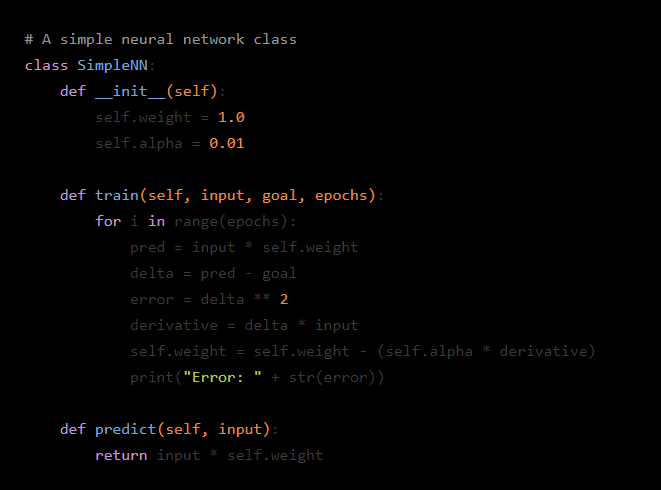 # A simple neural network class
class SimpleNN:
    def __init__(self):
        self.weight = 1.0
        self.alpha = 0.01
    def train(self, input, goal, epochs):
        for i in range(epochs):
            pred = input * self.weight
            delta = pred - goal
            error = delta ** 2
            derivative = delta * input
            self.weight = self.weight - (self.alpha * derivative)
            print("Error: " + str(error))
    def predict(self, input):
        return input * self.weight